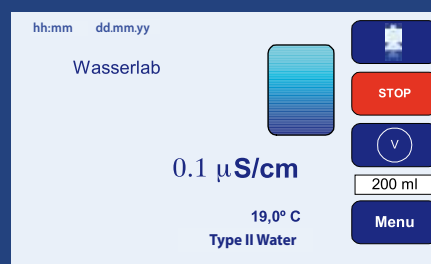 hh:mm dd.mm.yy
Wasserlab
STOP
V
0.1 µS/cm
200 ml
19,0º C
Menu
Type II Water